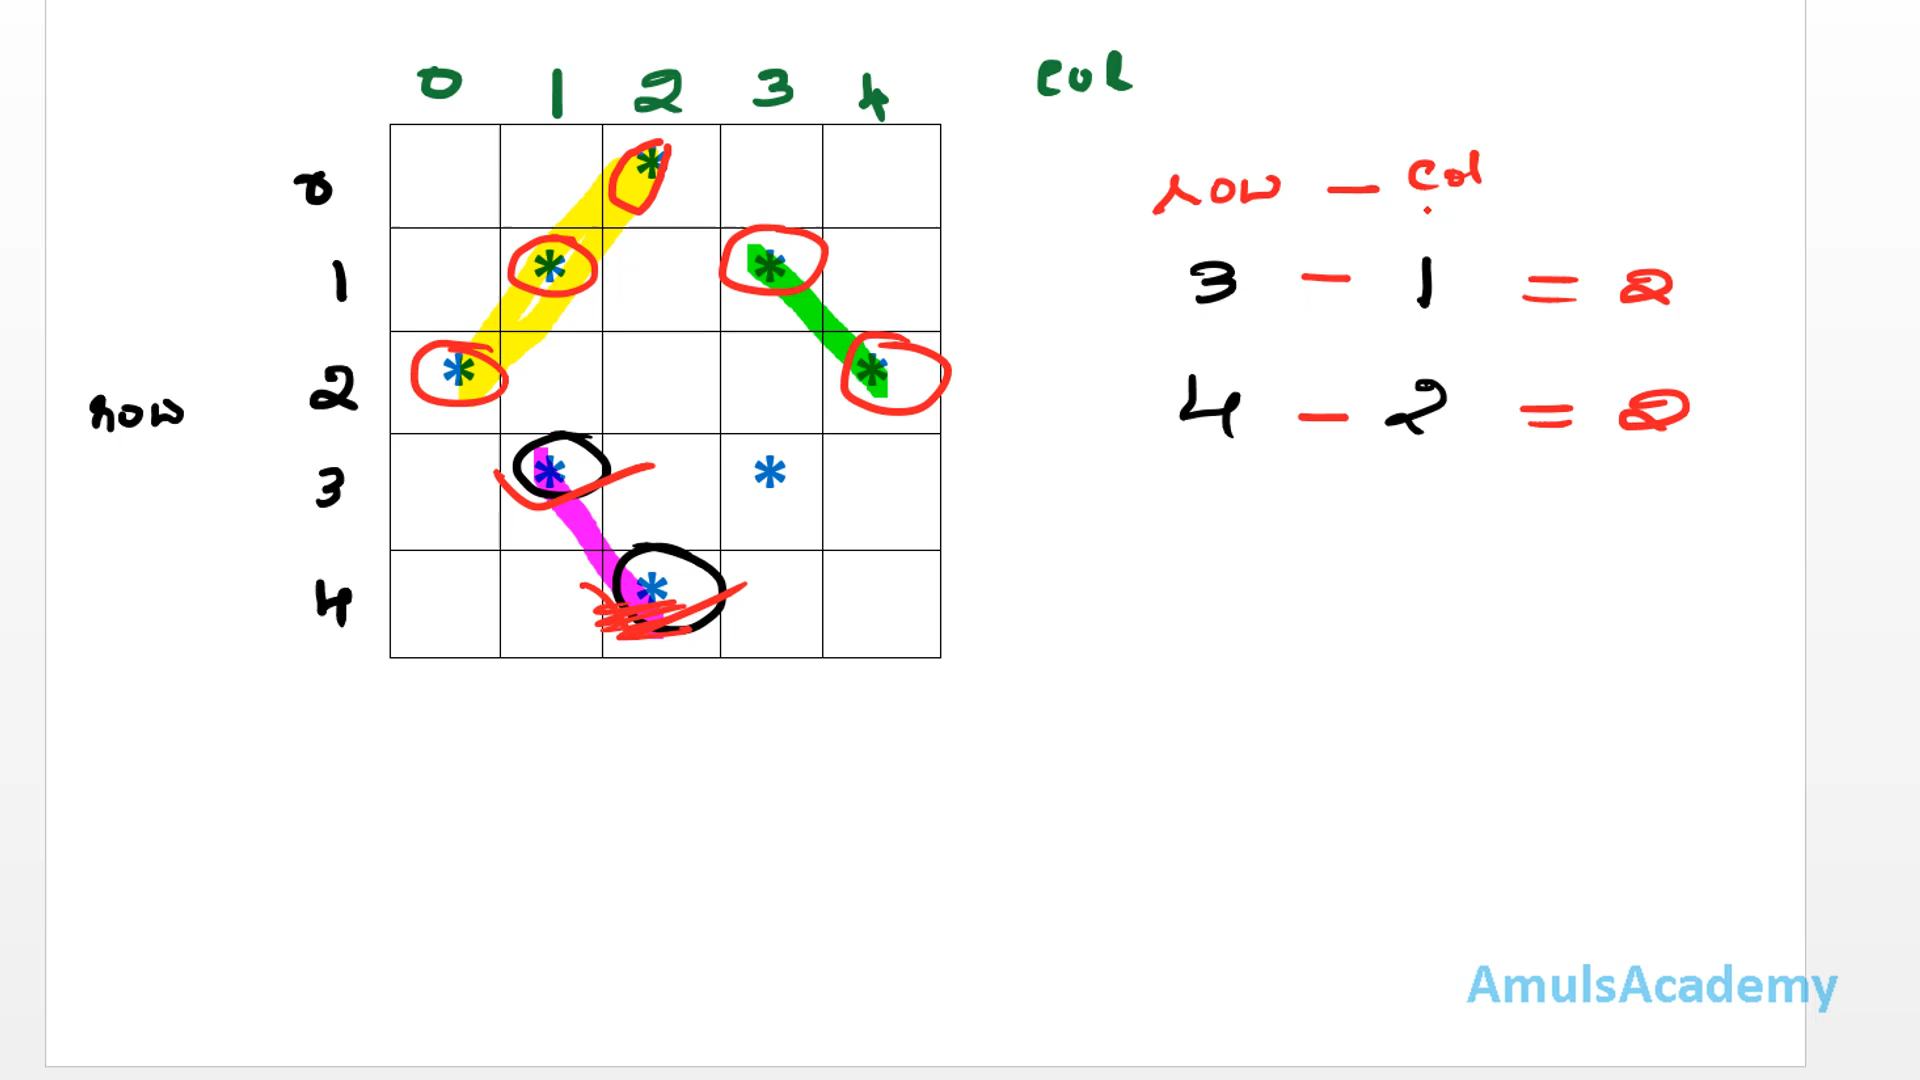 0 1 2 3 4 col
row - col
0 * 
1 * *
3 - 1 = 2
row 2 * *
4 - 2 = 2
3 * *
4 *
AmulsAcademy